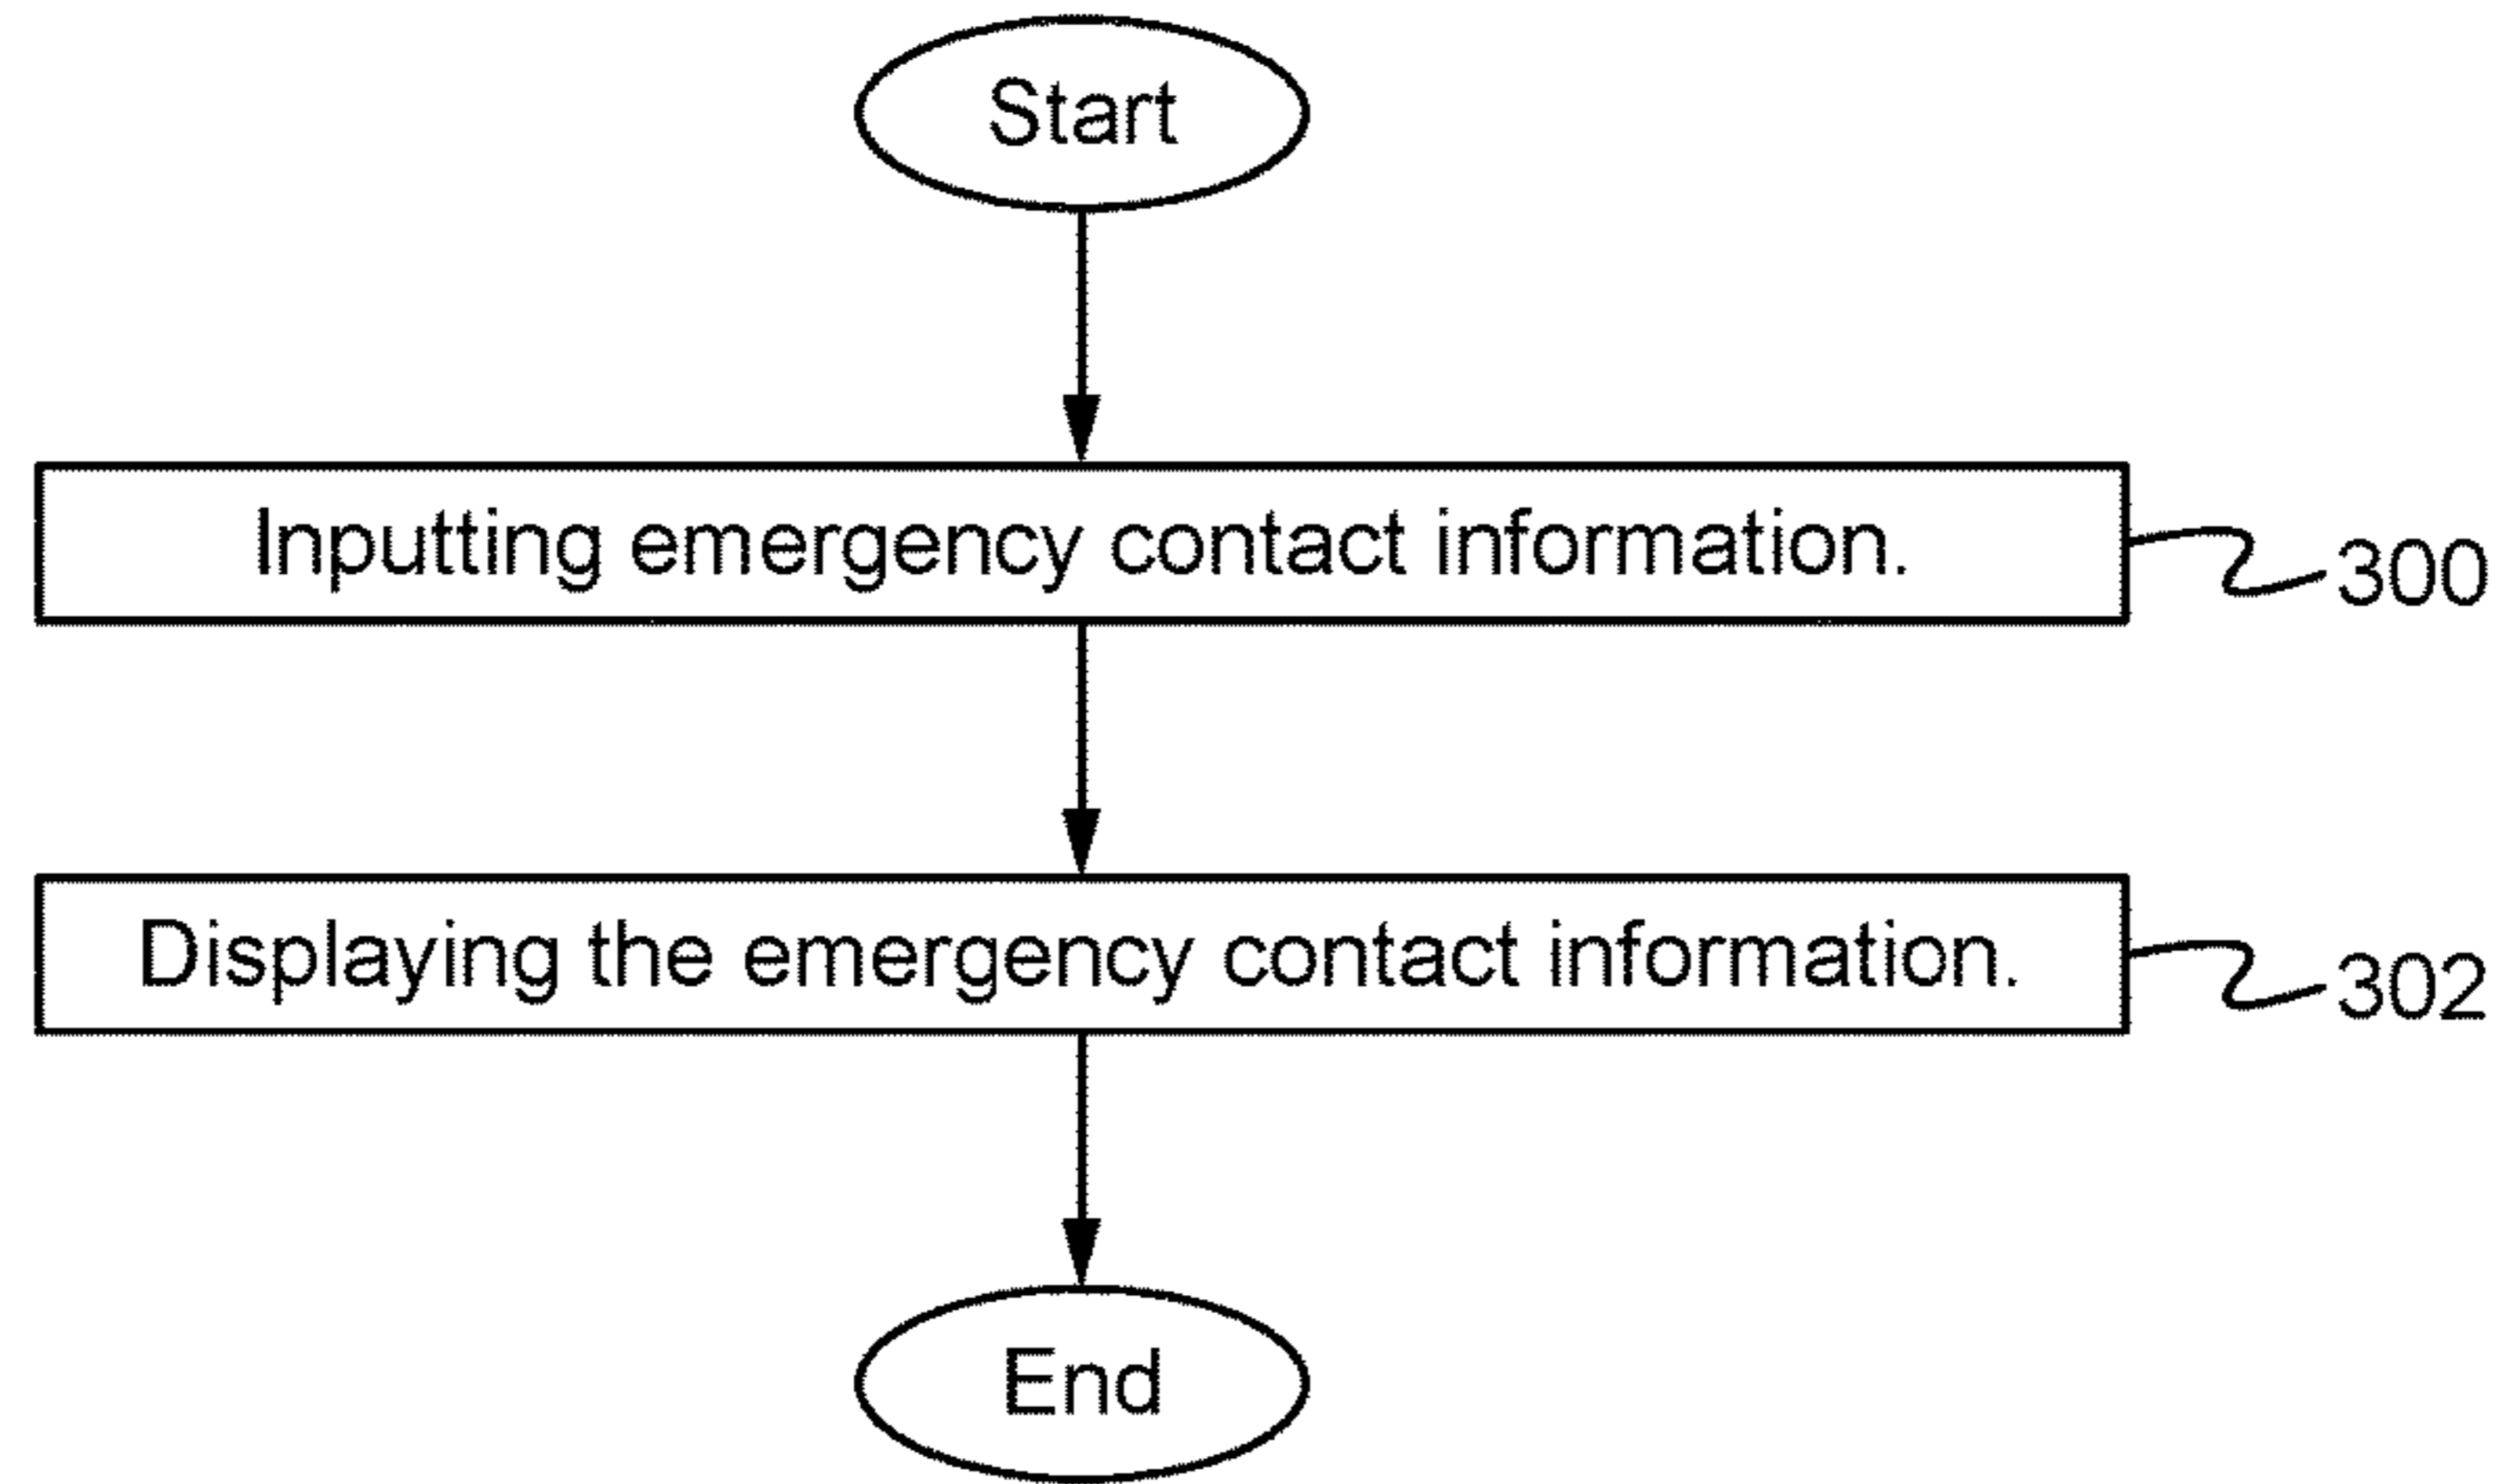 Start
Inputting emergency contact information.
300
Displaying the emergency contact information.
302
End